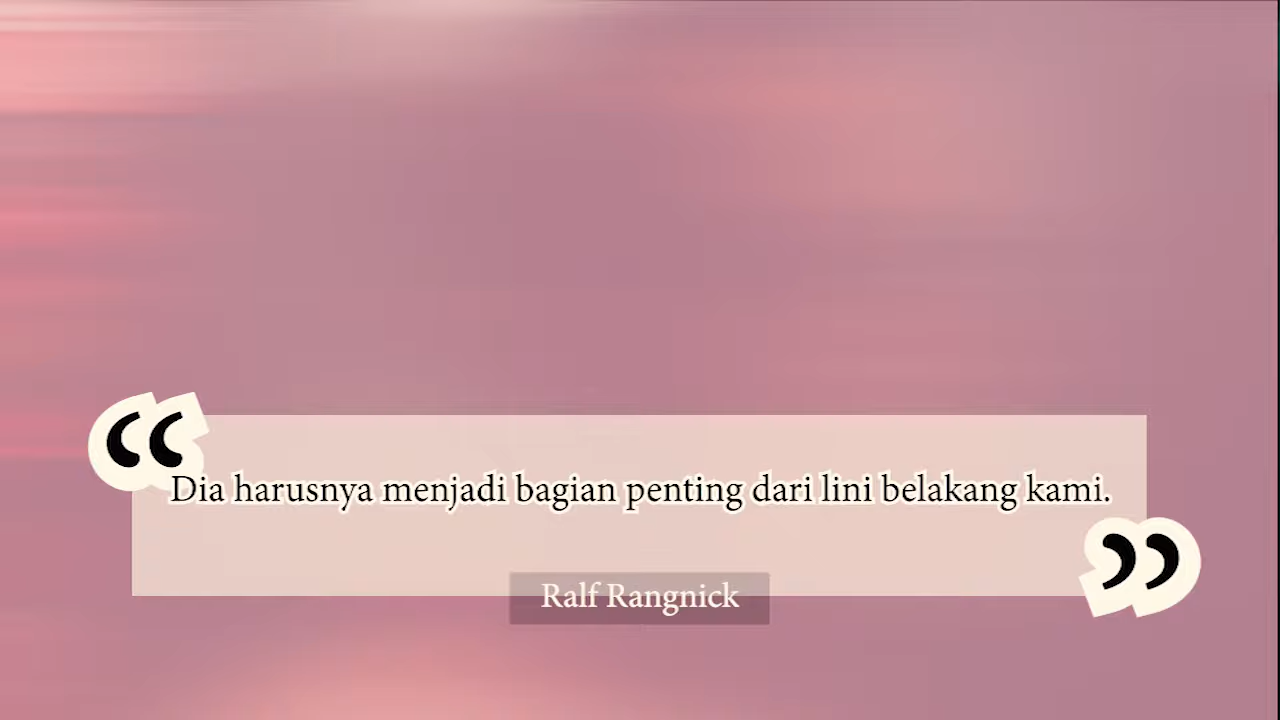 “
Dia harusnya menjadi bagian penting dari lini belakang kami.
”
Ralf Rangnick